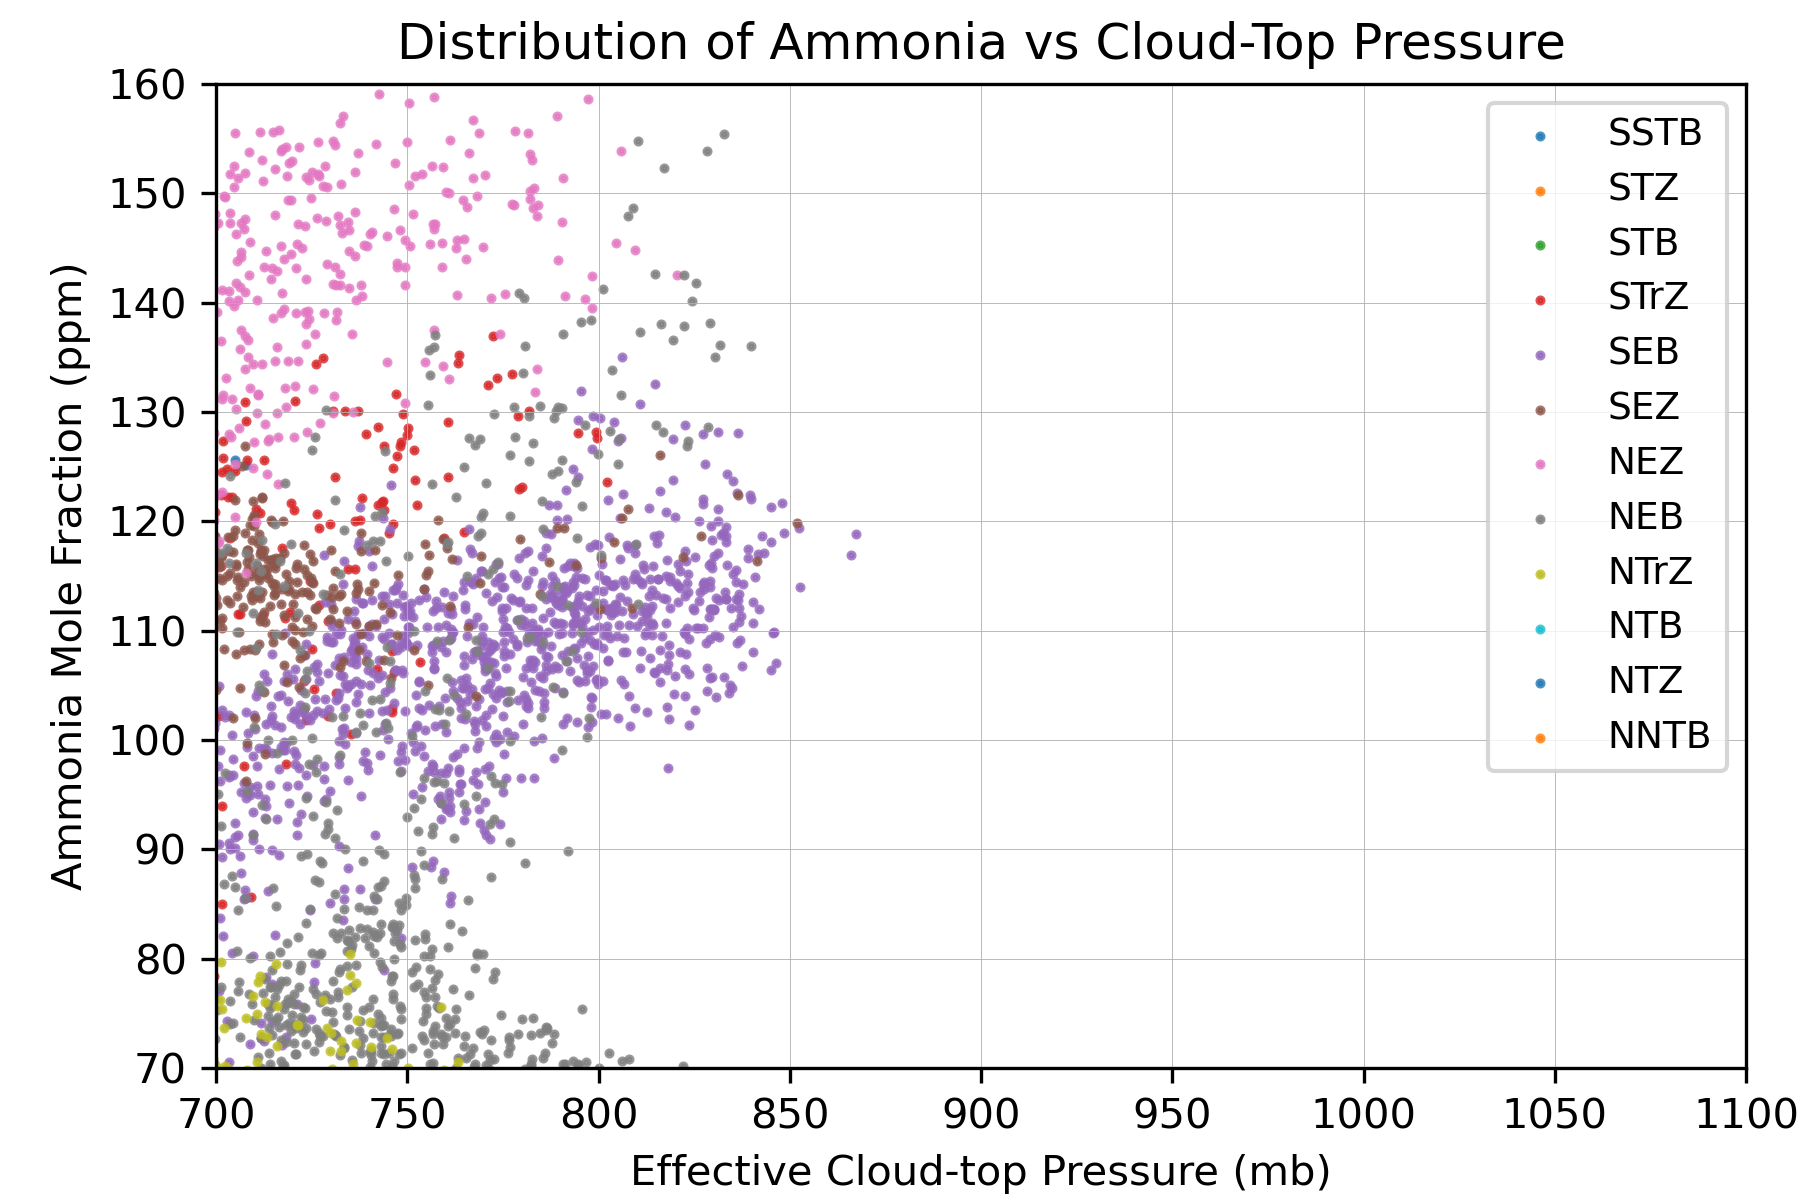 Distribution of Ammonia vs Cloud-Top Pressure
160
150
140
130
120
110
100
90
80
70
Ammonia Mole Fraction (ppm)
SSTB
STZ
STB
STrZ
SEB
SEZ
NEZ
NEB
NTrZ
NTB
NTZ
NNTB
700 750 800 850 900 950 1000 1050 1100
Effective Cloud-top Pressure (mb)